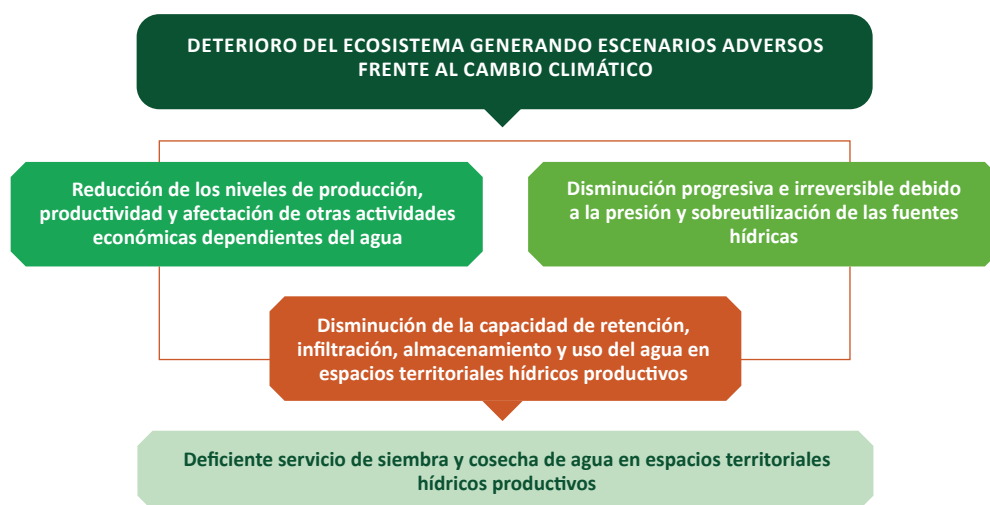 DETERIORO DEL ECOSISTEMA GENERANDO ESCENARIOS ADVERSOS
FRENTE AL CAMBIO CLIMÁTICO
Reducción de los niveles de producción,
productividad y afectación de otras actividades
económicas dependientes del agua
Disminución progresiva e irreversible debido
a la presión y sobreutilización de las fuentes
hídricas
Disminución de la capacidad de retención,
infiltración, almacenamiento y uso del agua en
espacios territoriales hídricos productivos
Deficiente servicio de siembra y cosecha de agua en espacios territoriales
hídricos productivos